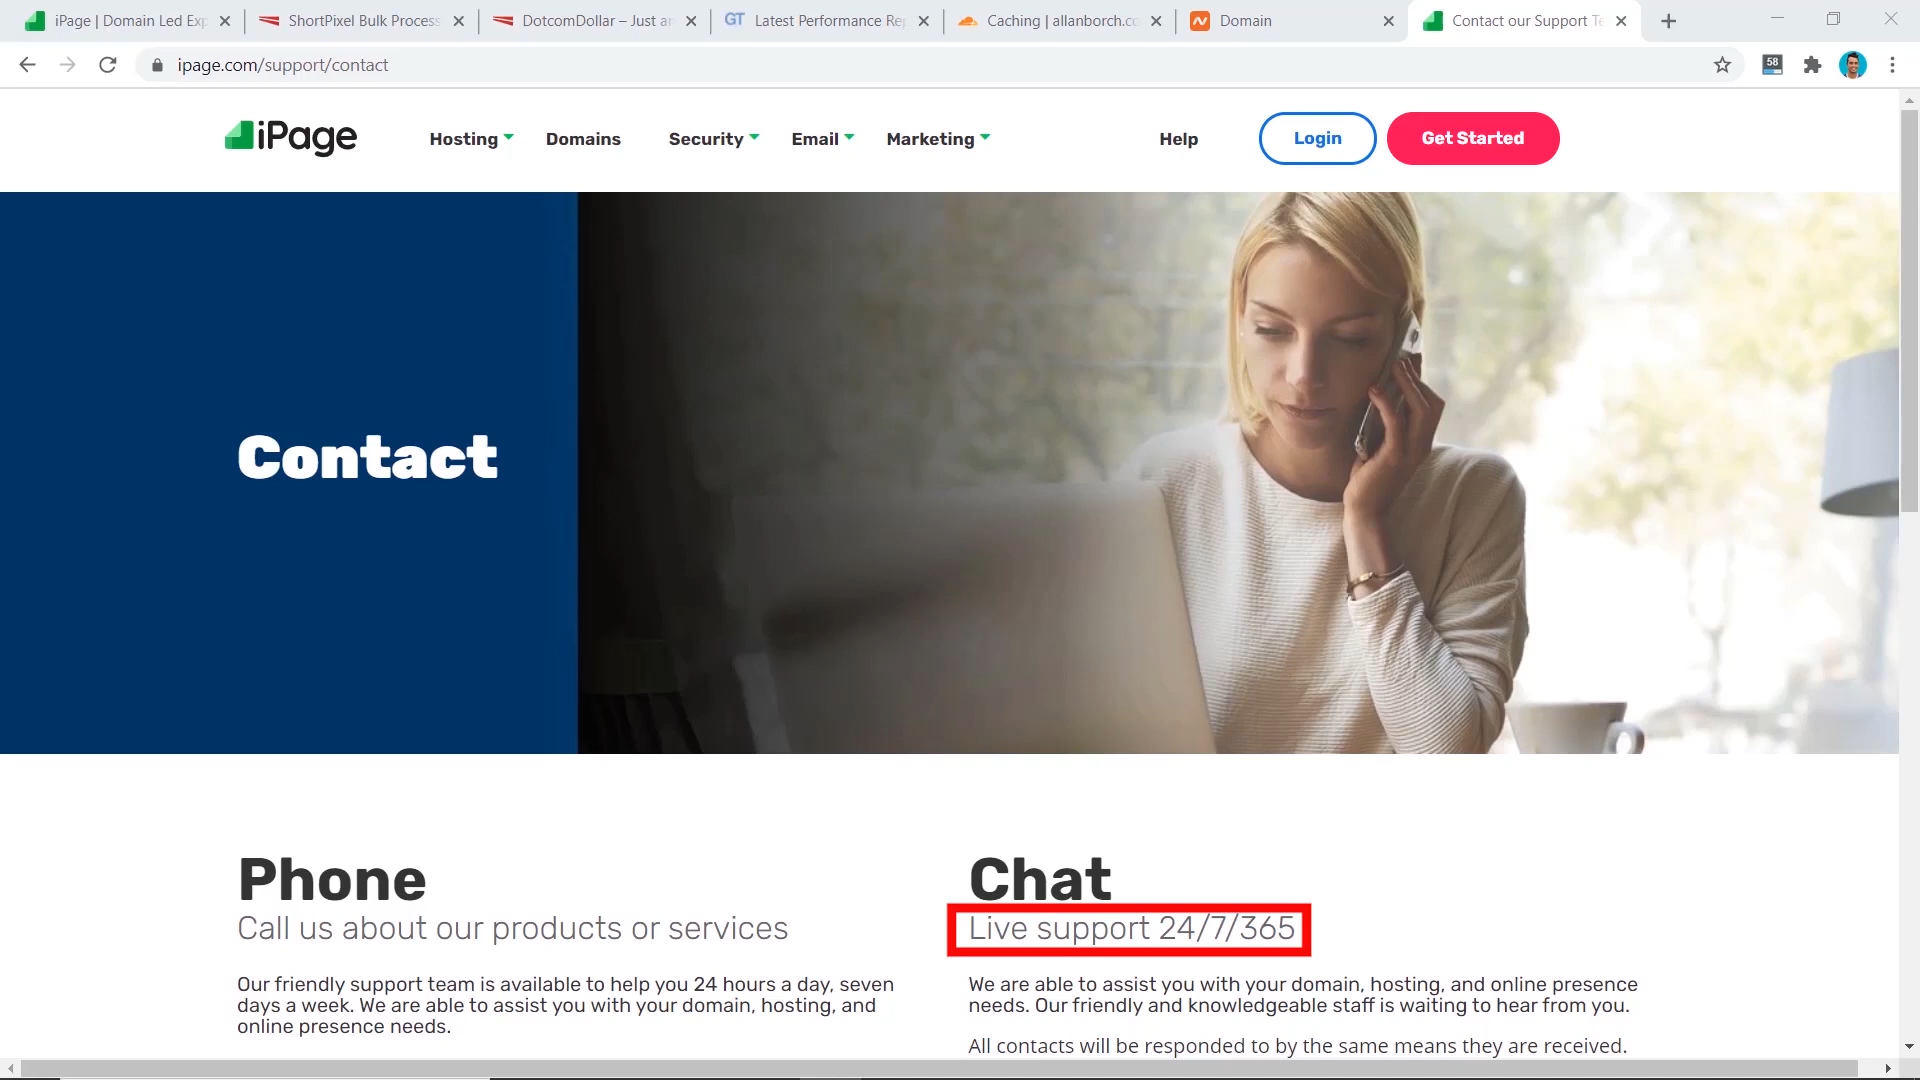 iPage | Domain Led Exp
ShortPixel Bulk Process
DotcomDollar – Just an
GT Latest Performance Rep
Caching | allanborch.co
Domain
Contact our Support Te
ipage.com/support/contact
58
iPage
Hosting
Domains
Security
Email
Marketing
Help
Login
Get Started
Contact
Phone
Call us about our products or services
Our friendly support team is available to help you 24 hours a day, seven
days a week. We are able to assist you with your domain, hosting, and
online presence needs.
Chat
Live support 24/7/365
We are able to assist you with your domain, hosting, and online presence
needs. Our friendly and knowledgeable staff is waiting to hear from you.
All contacts will be responded to by the same means they are received.